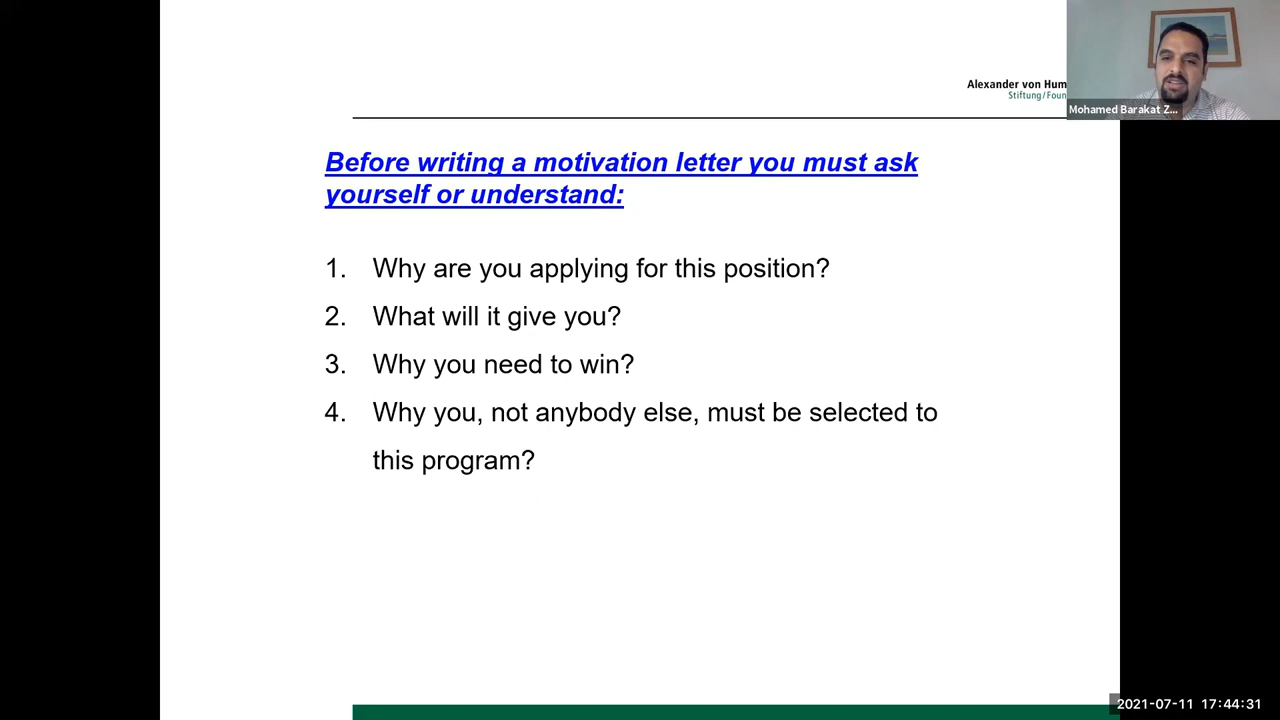 Alexander von Hum
Stiftung/Foun
Mohamed Barakat Z...
Before writing a motivation letter you must ask
yourself or understand:
1. Why are you applying for this position?
2. What will it give you?
3. Why you need to win?
4. Why you, not anybody else, must be selected to
this program?
2021-07-11 17:44:31